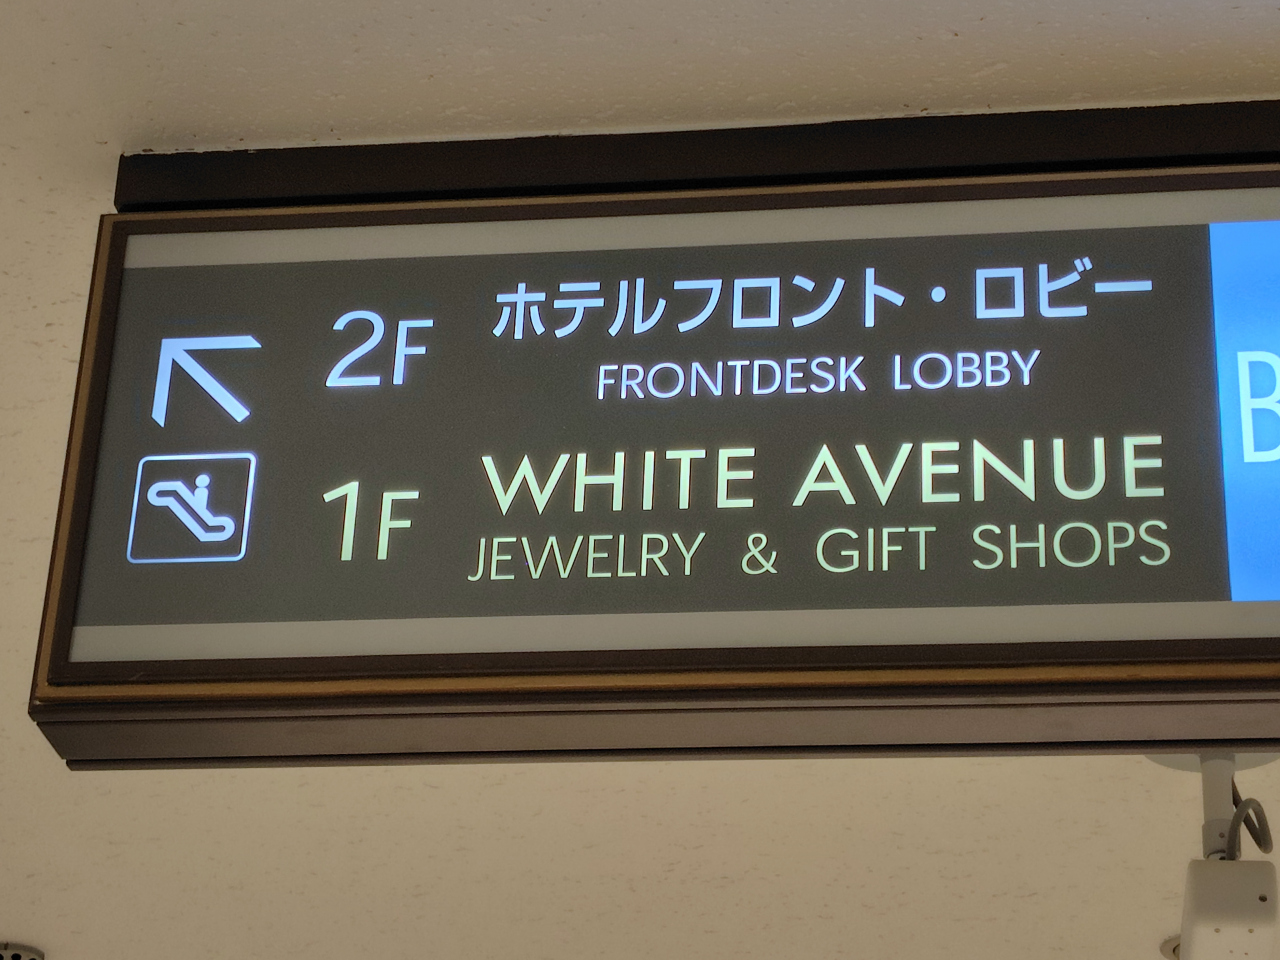 2F ホテルフロント・ロビー
FRONTDESK LOBBY
1F WHITE AVENUE
JEWELRY & GIFT SHOPS
B